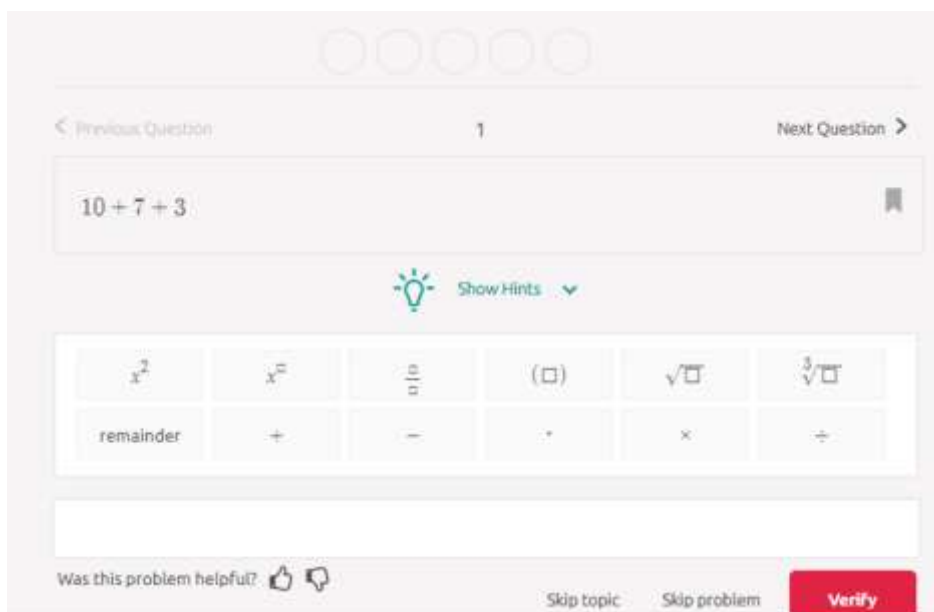 Previous Question 1 Next Question
10 + 7 + 3
Show Hints
x² x^□ □/□ (□) √□ ∛□
remainder + − · × ÷
Was this problem helpful?
Skip topic Skip problem Verify